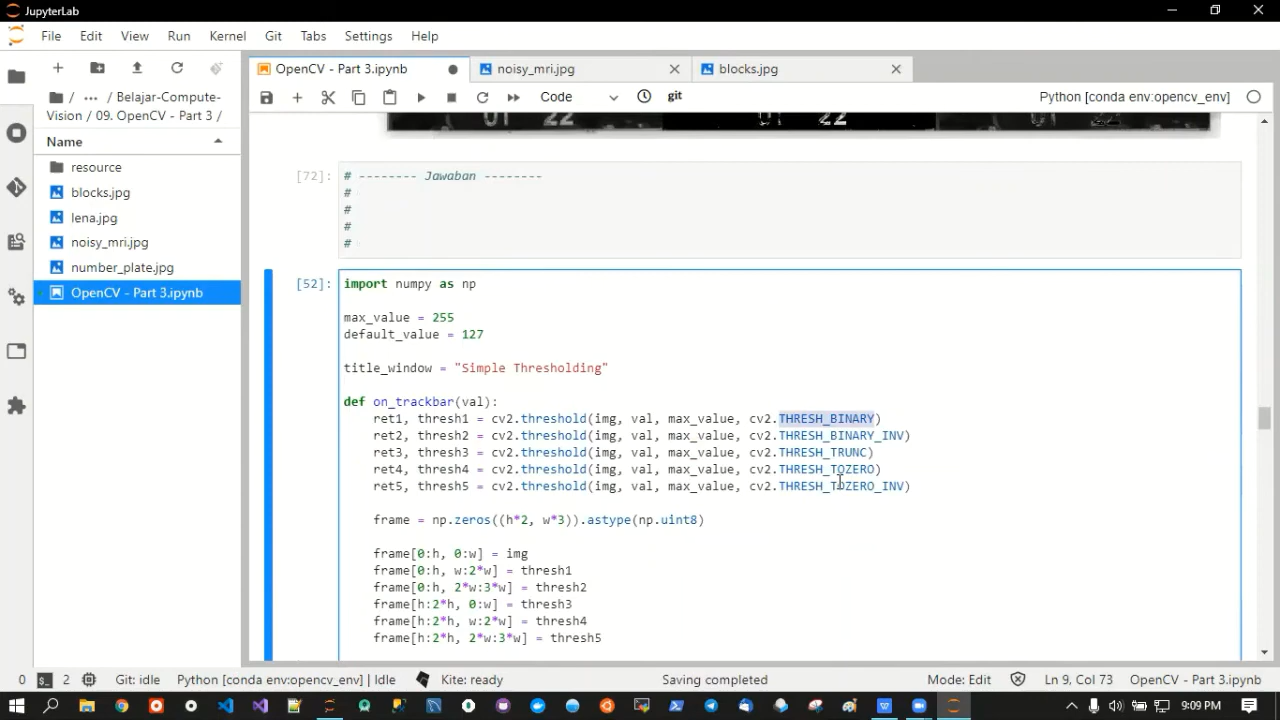 JupyterLab
File Edit View Run Kernel Git Tabs Settings Help
OpenCV - Part 3.ipynb
noisy_mri.jpg
blocks.jpg
Code
git
Python [conda env:opencv_env]
/ ... / Belajar-Compute-
Vision / 09. OpenCV - Part 3 /
Name
resource
blocks.jpg
lena.jpg
noisy_mri.jpg
number_plate.jpg
OpenCV - Part 3.ipynb
01 22 01 22 01 22
[72]:
# -------- Jawaban --------
#
#
#
#
[52]:
import numpy as np
max_value = 255
default_value = 127
title_window = "Simple Thresholding"
def on_trackbar(val):
ret1, thresh1 = cv2.threshold(img, val, max_value, cv2.THRESH_BINARY)
ret2, thresh2 = cv2.threshold(img, val, max_value, cv2.THRESH_BINARY_INV)
ret3, thresh3 = cv2.threshold(img, val, max_value, cv2.THRESH_TRUNC)
ret4, thresh4 = cv2.threshold(img, val, max_value, cv2.THRESH_TOZERO)
ret5, thresh5 = cv2.threshold(img, val, max_value, cv2.THRESH_TOZERO_INV)
frame = np.zeros((h*2, w*3)).astype(np.uint8)
frame[0:h, 0:w] = img
frame[0:h, w:2*w] = thresh1
frame[0:h, 2*w:3*w] = thresh2
frame[h:2*h, 0:w] = thresh3
frame[h:2*h, w:2*w] = thresh4
frame[h:2*h, 2*w:3*w] = thresh5
0 2 Git: idle Python [conda env:opencv_env] | Idle Kite: ready Saving completed Mode: Edit Ln 9, Col 73 OpenCV - Part 3.ipynb
9:09 PM